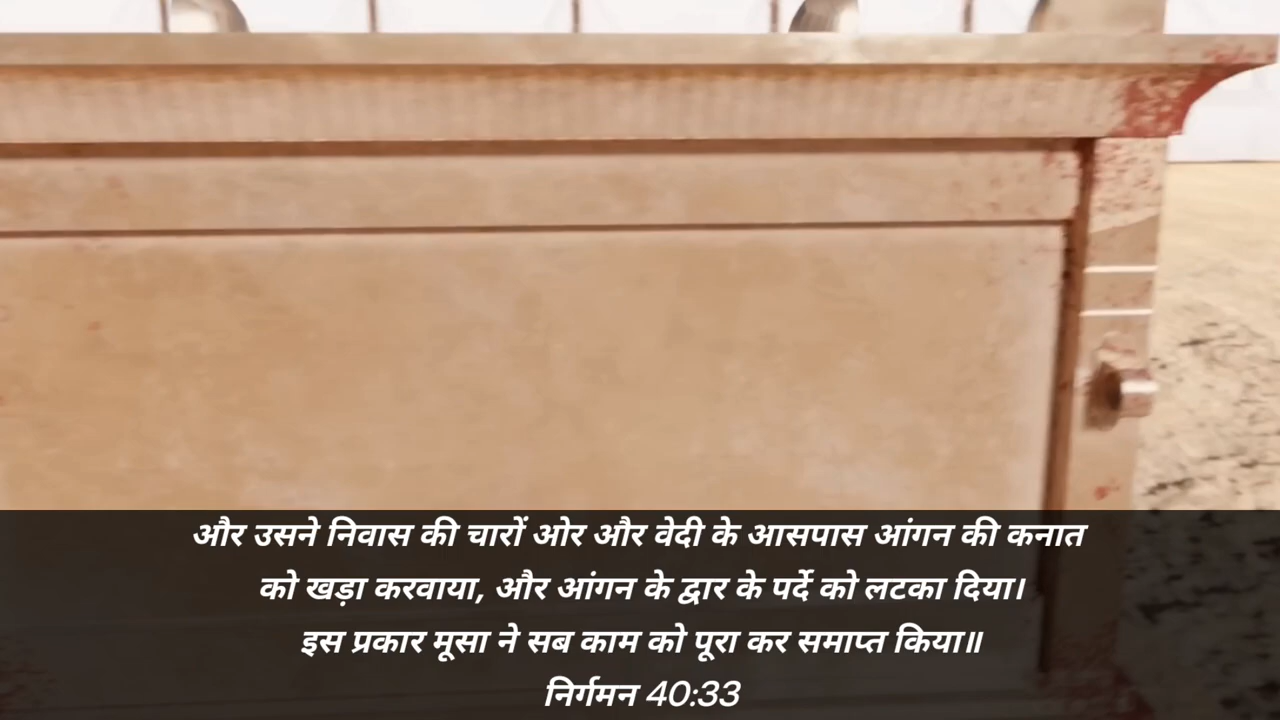 और उसने निवास की चारों ओर और वेदी के आसपास आंगन की कनात
को खड़ा करवाया, और आंगन के द्वार के पर्दे को लटका दिया।
इस प्रकार मूसा ने सब काम को पूरा कर समाप्त किया॥
निर्गमन 40:33